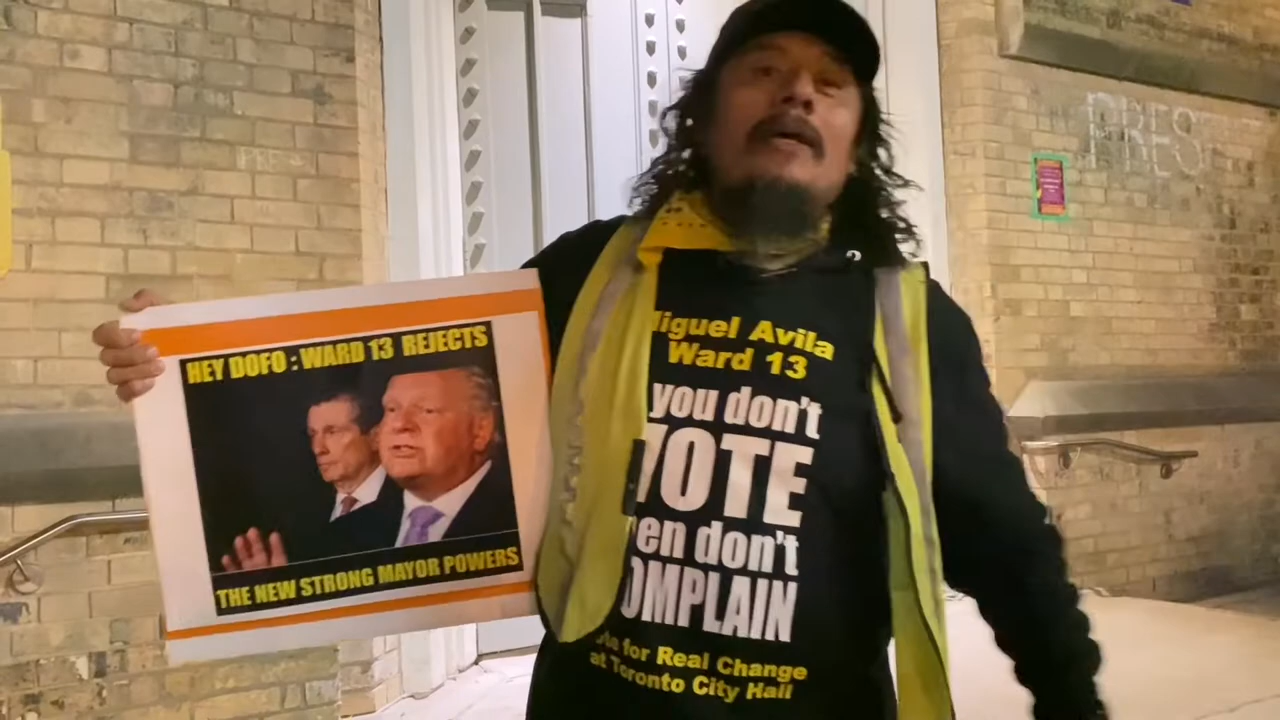 HEY DOFO : WARD 13 REJECTS
THE NEW STRONG MAYOR POWERS
iguel Avila
Ward 13
you don't
VOTE
en don't
OMPLAIN
for Real Change
at Toronto City Hall